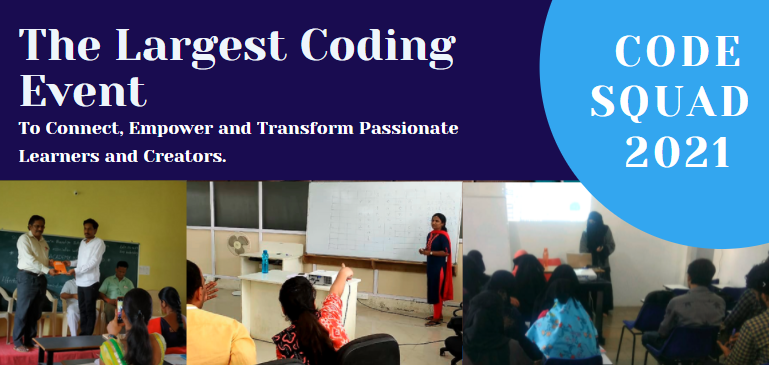 The Largest Coding
Event
To Connect, Empower and Transform Passionate
Learners and Creators.
CODE
SQUAD
2021